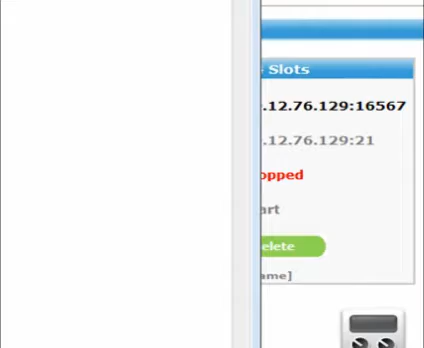 Slots
.12.76.129:16567
.12.76.129:21
opped
art
elete
ame]